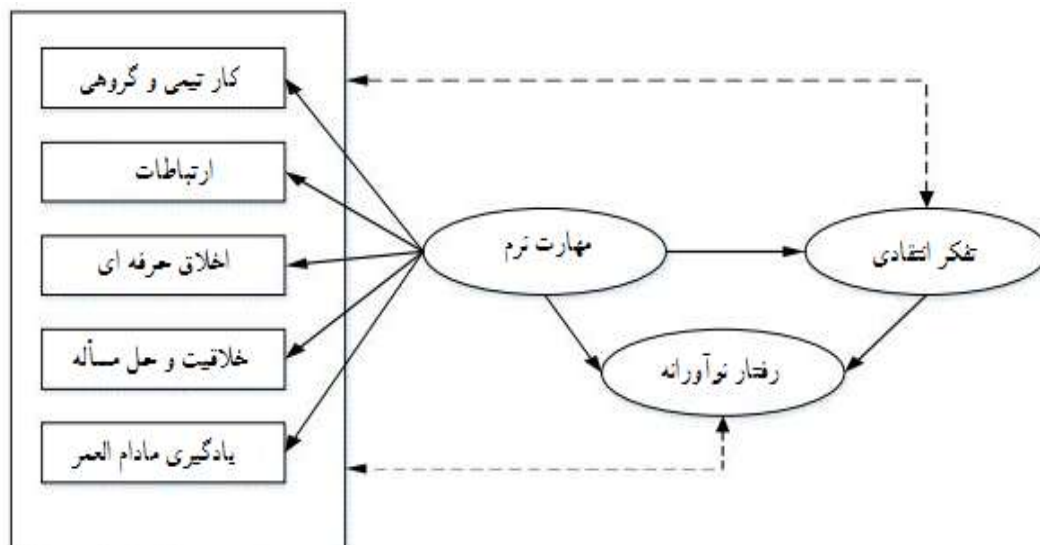 کار تیمی و گروهی
ارتباطات
اخلاق حرفه ای
خلاقیت و حل مسأله
یادگیری مادام العمر
مهارت نرم
تفکر انتقادی
رفتار نوآورانه